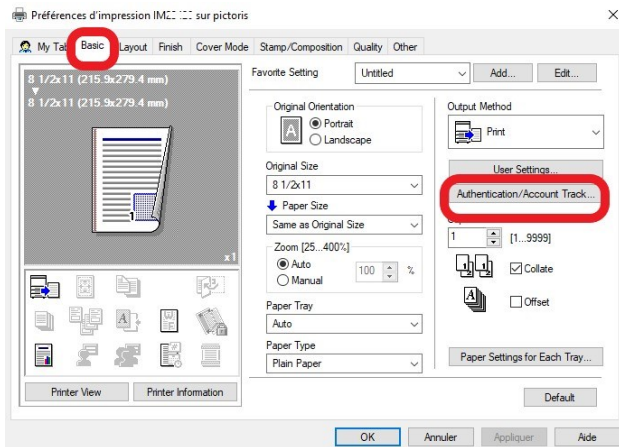 Préférences d'impression sur pictoris
My Tab Basic Layout Finish Cover Mode Stamp/Composition Quality Other
8 1/2x11 (215.9x279.4 mm)
8 1/2x11 (215.9x279.4 mm)
1
x1
Printer View Printer Information
Favorite Setting Untitled Add... Edit...
Original Orientation
A Portrait
Landscape
Original Size
8 1/2x11
Paper Size
Same as Original Size
Zoom [25...400%]
Auto
Manual
100 %
Paper Tray
Auto
Paper Type
Plain Paper
Output Method
Print
User Settings...
Authentication/Account Track...
1 [1...9999]
Collate
Offset
Paper Settings for Each Tray...
Default
OK Annuler Appliquer Aide